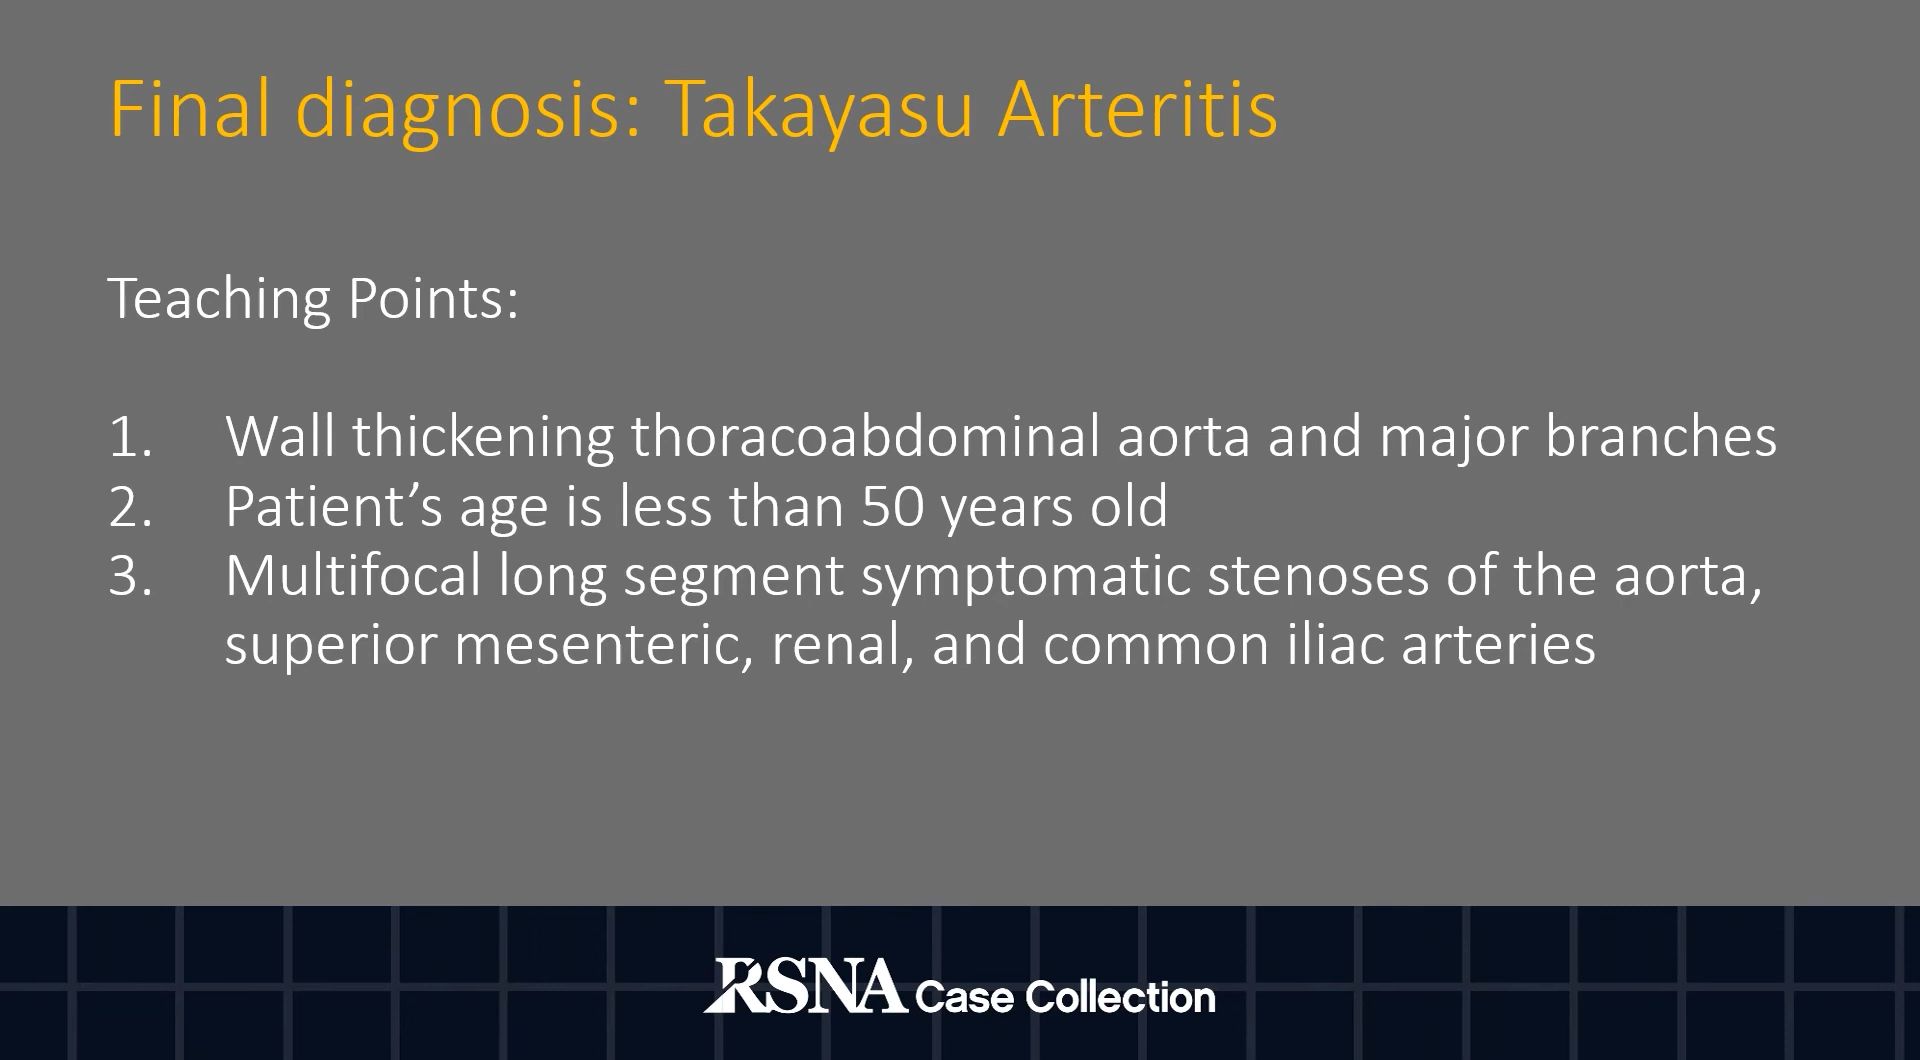 Final diagnosis: Takayasu Arteritis
Teaching Points:
1. Wall thickening thoracoabdominal aorta and major branches
2. Patient’s age is less than 50 years old
3. Multifocal long segment symptomatic stenoses of the aorta,
superior mesenteric, renal, and common iliac arteries
RSNA Case Collection